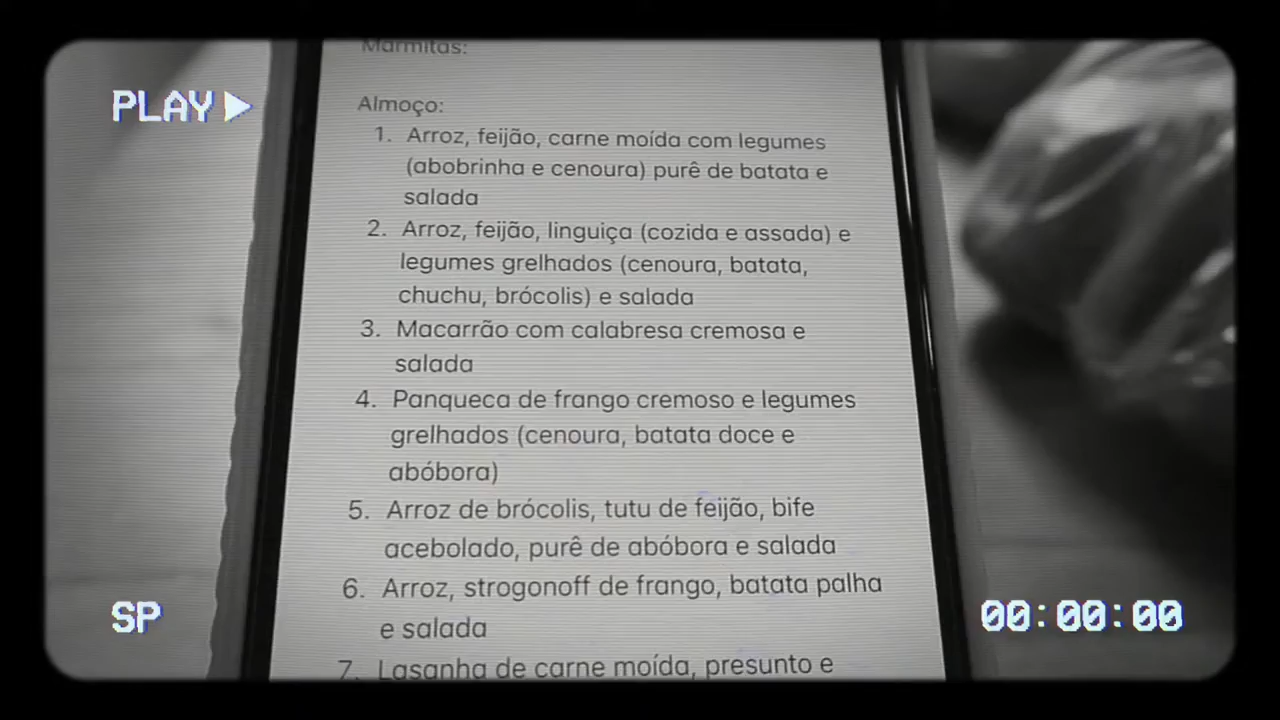 Marmitas:
PLAY
Almoço:
1. Arroz, feijão, carne moída com legumes
(abobrinha e cenoura) purê de batata e
salada
2. Arroz, feijão, linguiça (cozida e assada) e
legumes grelhados (cenoura, batata,
chuchu, brócolis) e salada
3. Macarrão com calabresa cremosa e
salada
4. Panqueca de frango cremoso e legumes
grelhados (cenoura, batata doce e
abóbora)
5. Arroz de brócolis, tutu de feijão, bife
acebolado, purê de abóbora e salada
6. Arroz, strogonoff de frango, batata palha
e salada
SP
00:00:00
7. Lasanha de carne moída, presunto e